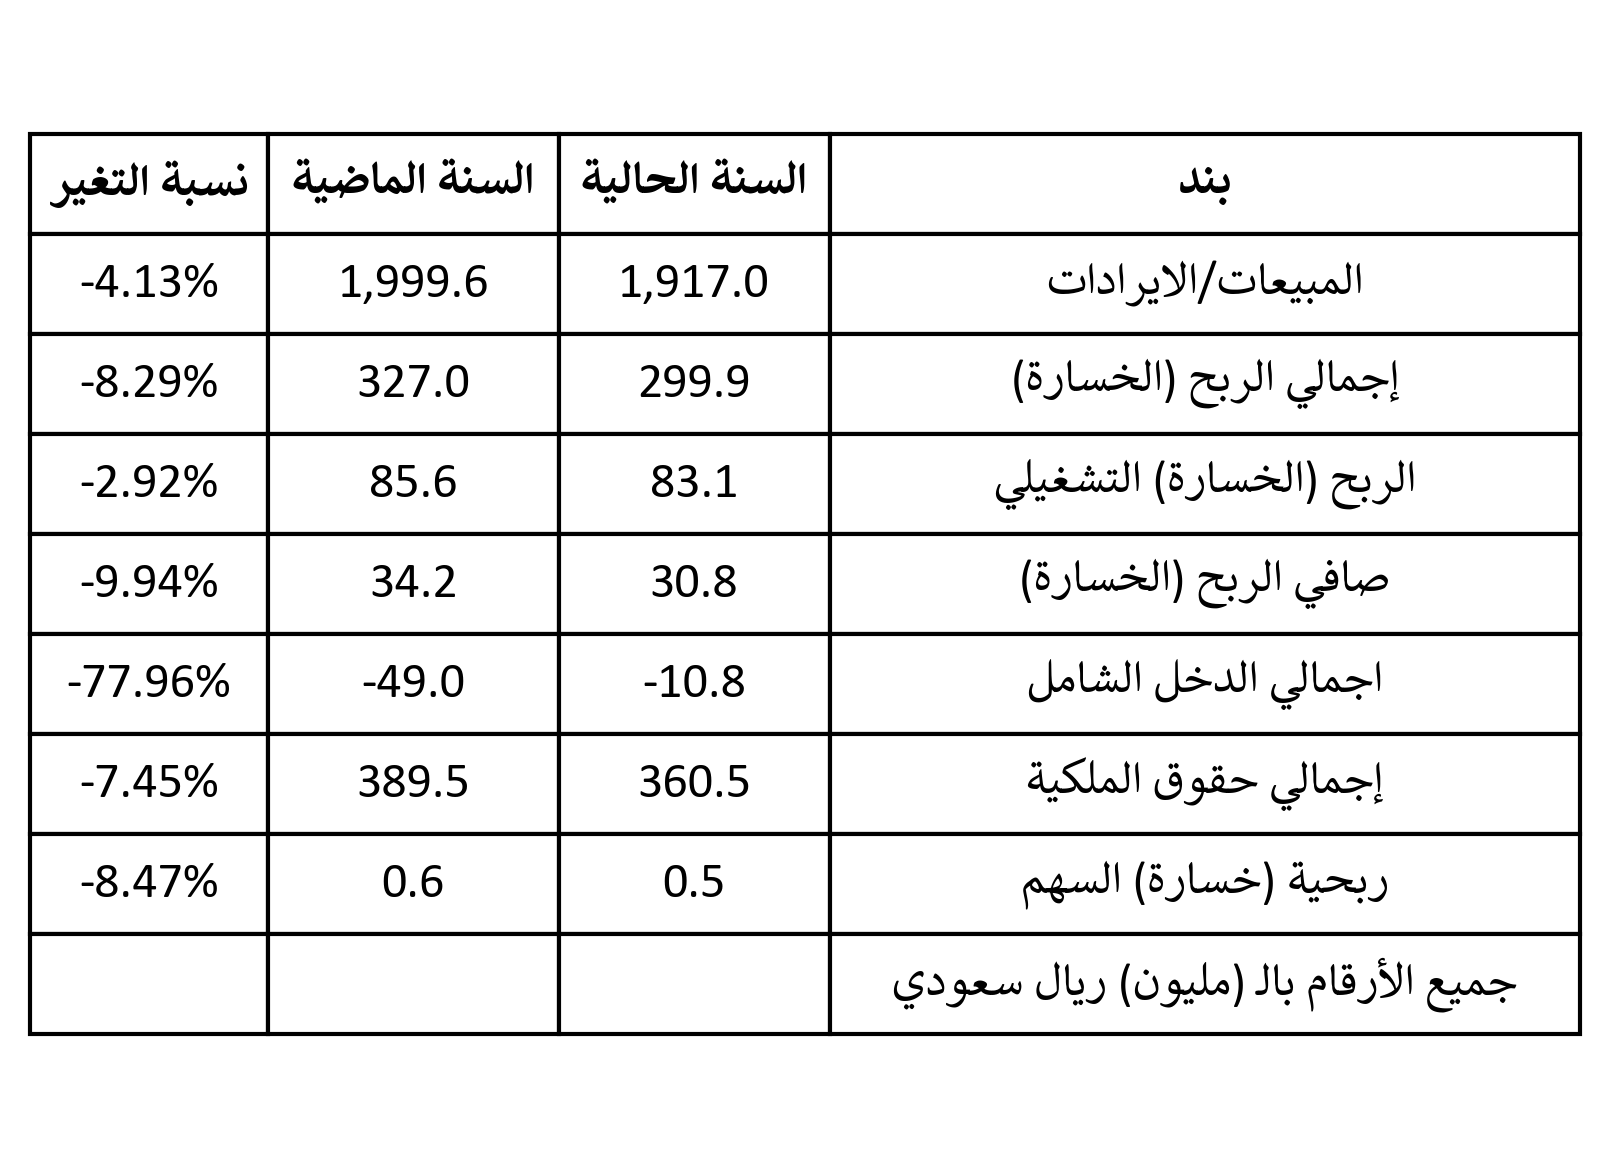 بند السنة الحالية السنة الماضية نسبة التغير
المبيعات/الايرادات 1,917.0 1,999.6 -4.13%
إجمالي الربح (الخسارة) 299.9 327.0 -8.29%
الربح (الخسارة) التشغيلي 83.1 85.6 -2.92%
صافي الربح (الخسارة) 30.8 34.2 -9.94%
اجمالي الدخل الشامل -10.8 -49.0 -77.96%
إجمالي حقوق الملكية 360.5 389.5 -7.45%
ربحية (خسارة) السهم 0.5 0.6 -8.47%
جميع الأرقام بالـ (مليون) ريال سعودي